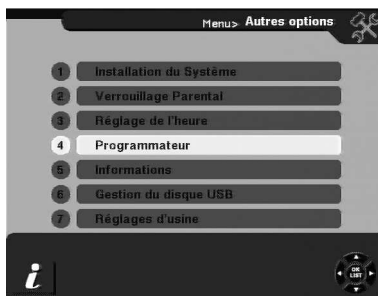 Menu> Autres options
1 Installation du Système
2 Verrouillage Parental
3 Réglage de l'heure
4 Programmateur
5 Informations
6 Gestion du disque USB
7 Réglages d'usine
i
OK
LIST